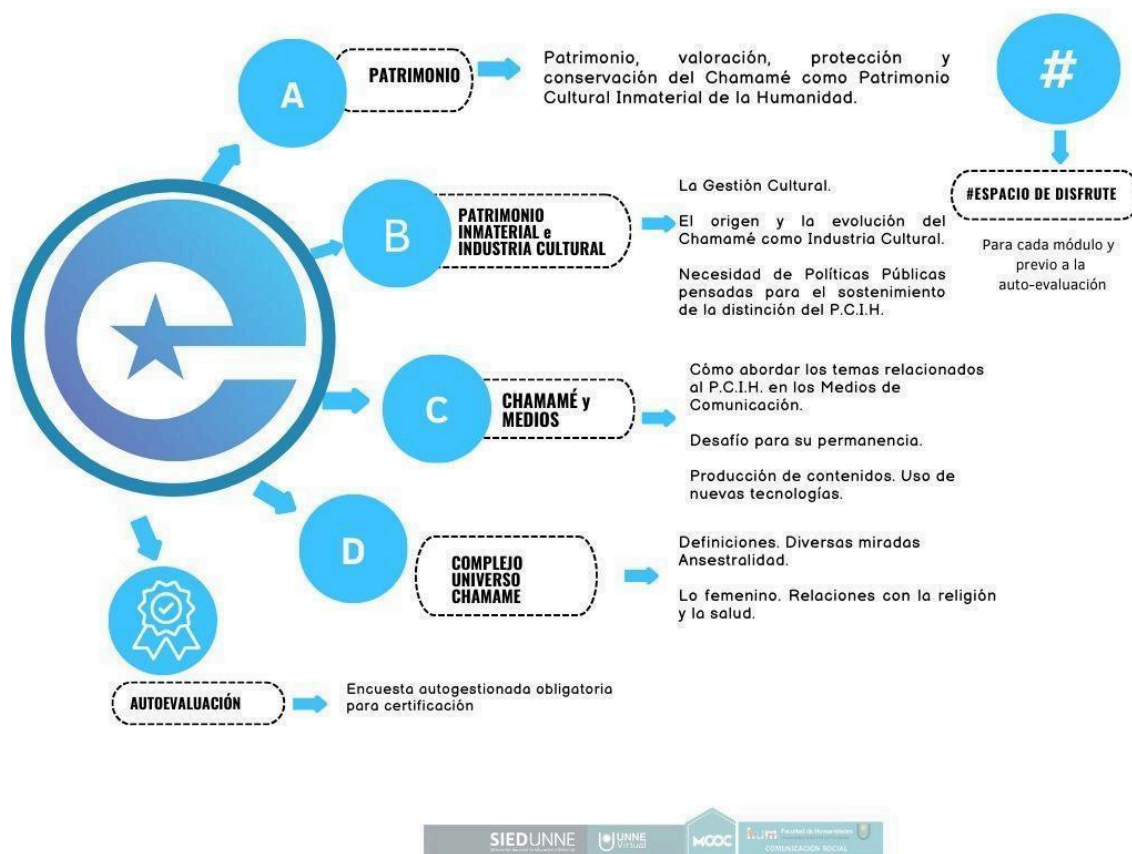 A
PATRIMONIO
Patrimonio, valoración, protección y
conservación del Chamamé como Patrimonio
Cultural Inmaterial de la Humanidad.
#
#ESPACIO DE DISFRUTE
Para cada módulo y
previo a la
auto-evaluación
B
PATRIMONIO
INMATERIAL e
INDUSTRIA CULTURAL
La Gestión Cultural.
El origen y la evolución del
Chamamé como Industria Cultural.
Necesidad de Políticas Públicas
pensadas para el sostenimiento
de la distinción del P.C.I.H.
C
CHAMAMÉ y
MEDIOS
Cómo abordar los temas relacionados
al P.C.I.H. en los Medios de
Comunicación.
Desafío para su permanencia.
Producción de contenidos. Uso de
nuevas tecnologías.
D
COMPLEJO
UNIVERSO
CHAMAME
Definiciones. Diversas miradas
Ansestralidad.
Lo femenino. Relaciones con la religión
y la salud.
AUTOEVALUACIÓN
Encuesta autogestionada obligatoria
para certificación
SIEDUNNE
UNNE
Virtual
MOOC
hum
Facultad de Humanidades
COMUNICACIÓN SOCIAL